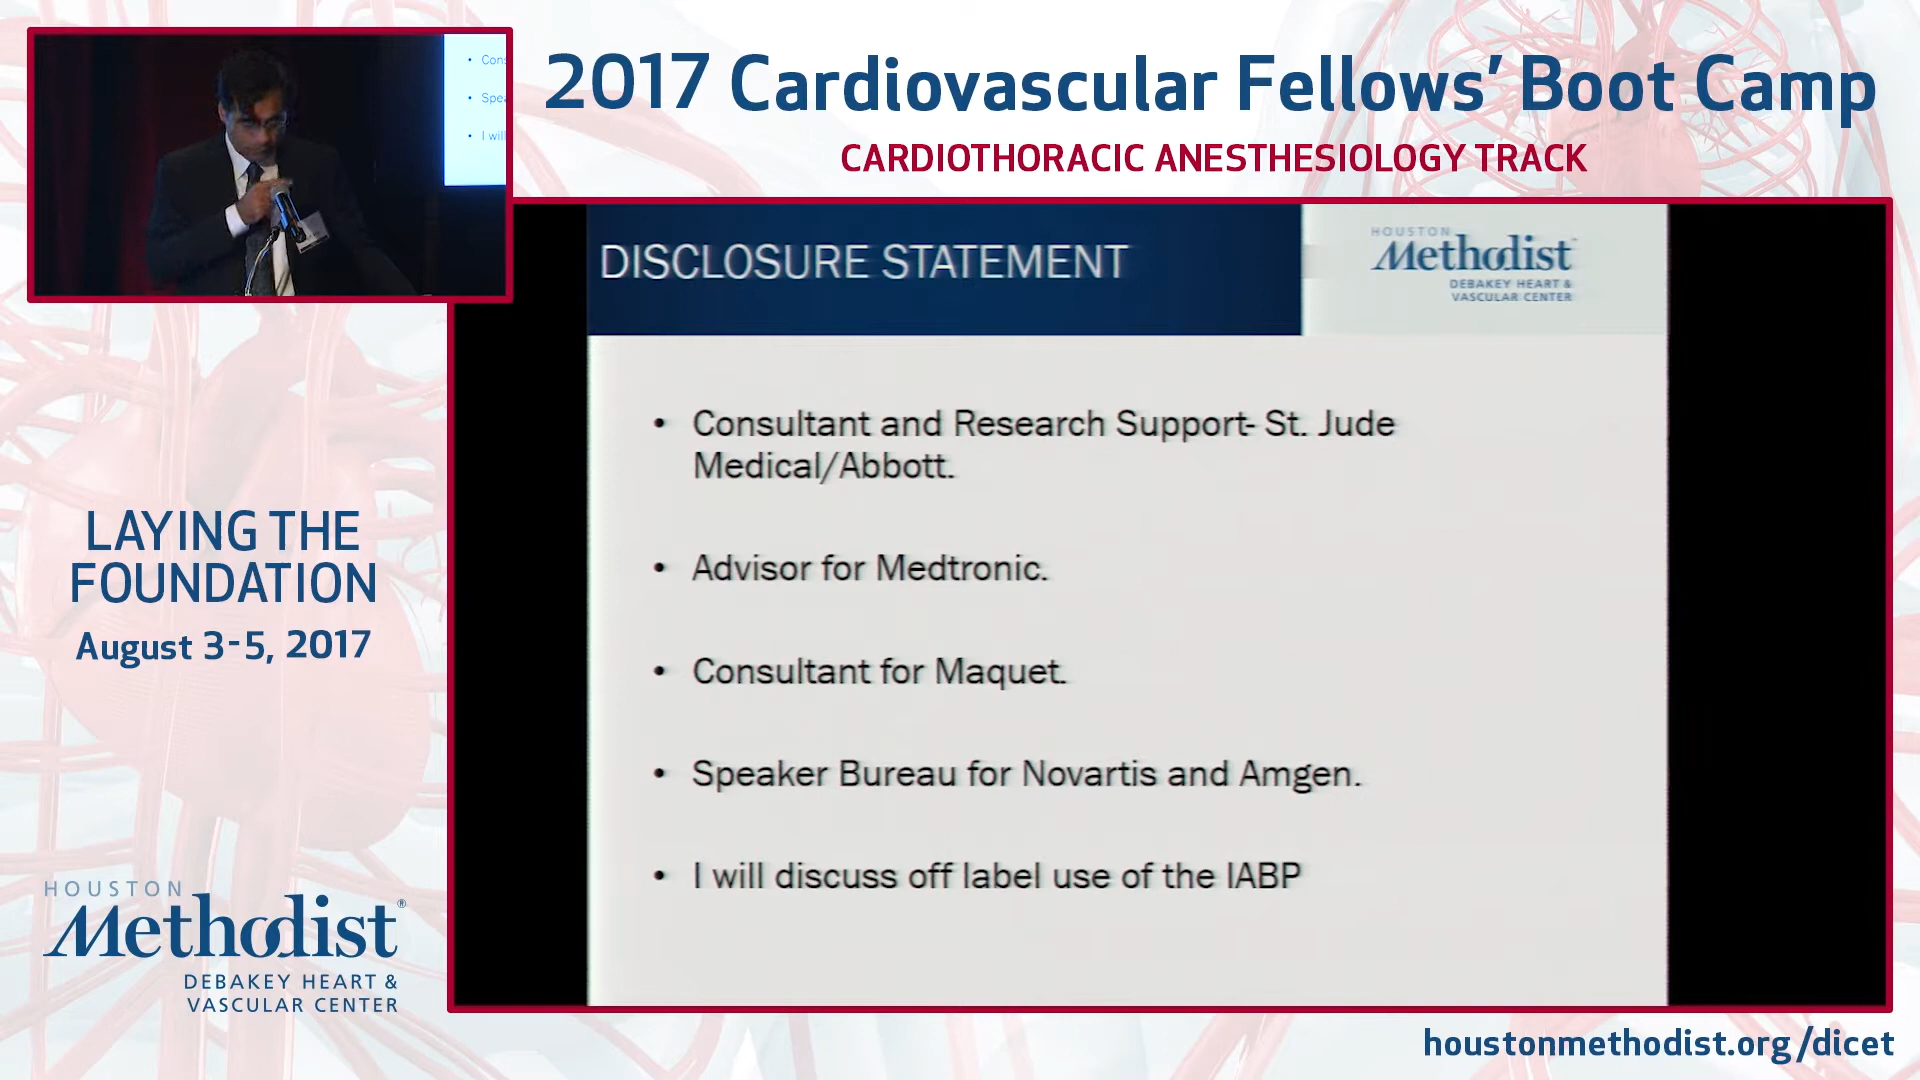 • Cons
• Spea
• I will
2017 Cardiovascular Fellows’ Boot Camp
CARDIOTHORACIC ANESTHESIOLOGY TRACK
DISCLOSURE STATEMENT
HOUSTON
Methodist
DEBAKEY HEART &
VASCULAR CENTER
• Consultant and Research Support- St. Jude
Medical/Abbott.
• Advisor for Medtronic.
• Consultant for Maquet.
• Speaker Bureau for Novartis and Amgen.
• I will discuss off label use of the IABP
LAYING THE
FOUNDATION
August 3-5, 2017
HOUSTON
Methodist®
DEBAKEY HEART &
VASCULAR CENTER
houstonmethodist.org/dicet